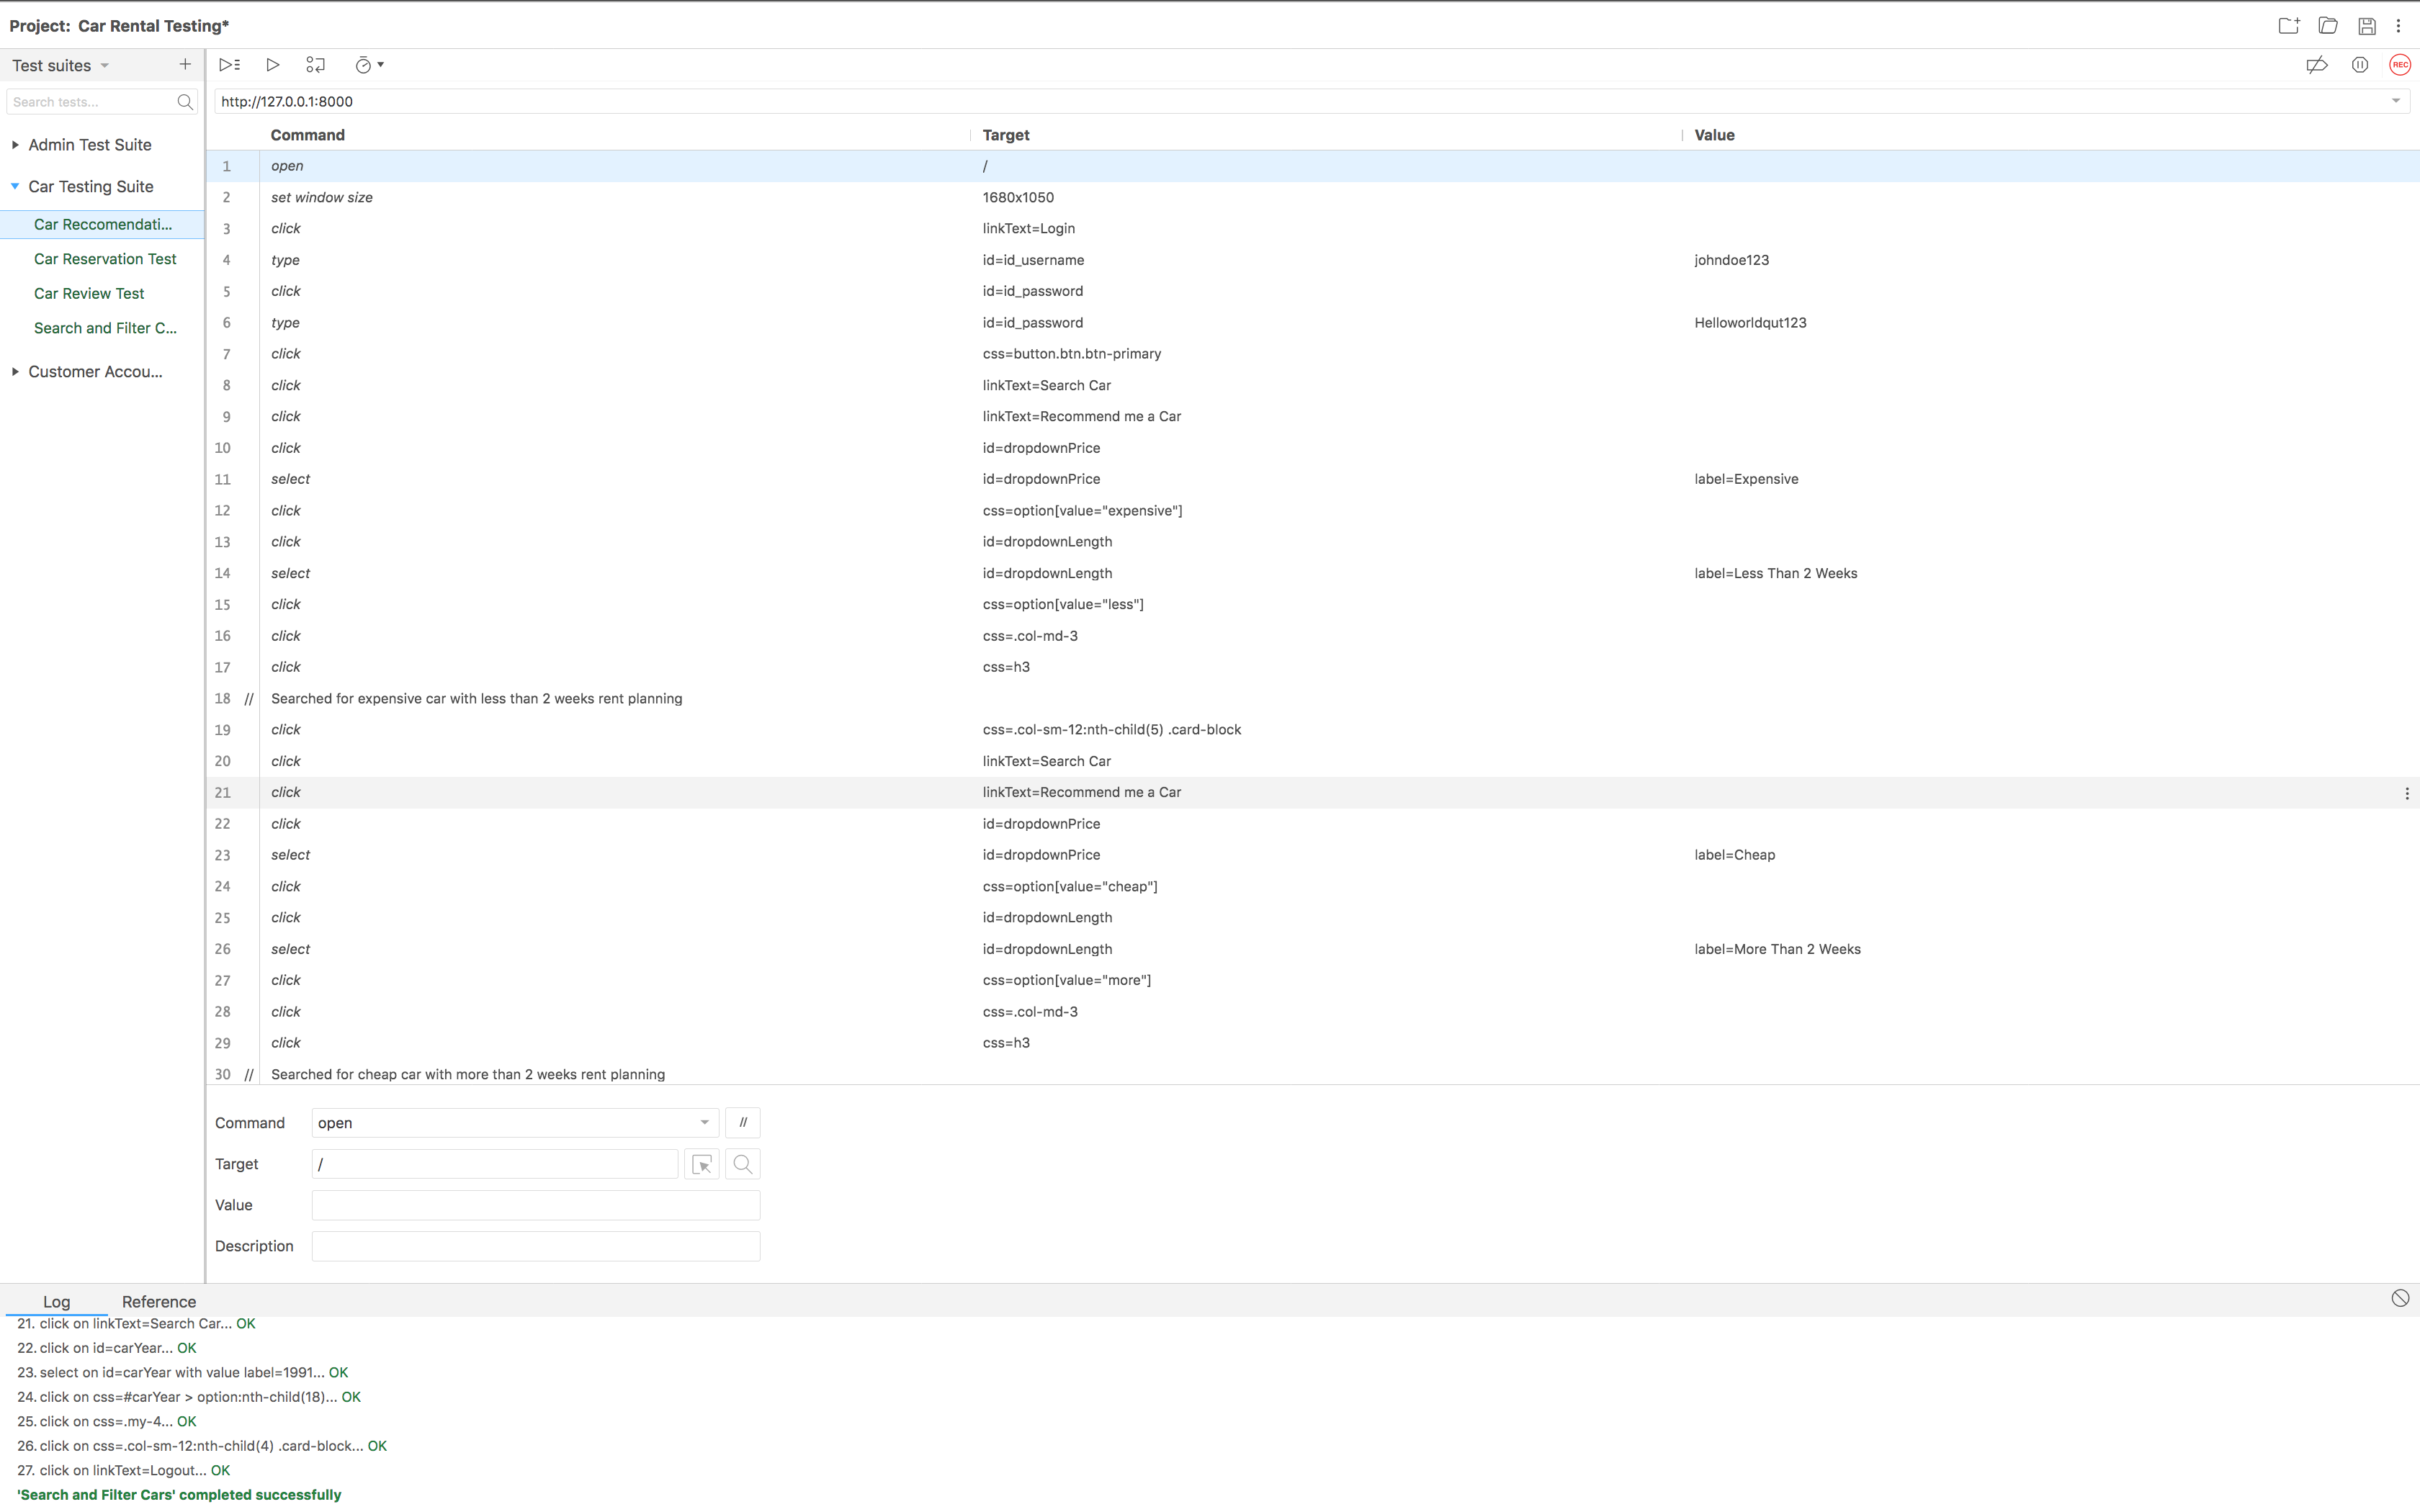 Project: Car Rental Testing*
Test suites
Search tests...
Admin Test Suite
Car Testing Suite
Car Reccomendati...
Car Reservation Test
Car Review Test
Search and Filter C...
Customer Accou...
REC
http://127.0.0.1:8000
Command Target Value
1 open /
2 set window size 1680x1050
3 click linkText=Login
4 type id=id_username johndoe123
5 click id=id_password
6 type id=id_password Helloworldqut123
7 click css=button.btn.btn-primary
8 click linkText=Search Car
9 click linkText=Recommend me a Car
10 click id=dropdownPrice
11 select id=dropdownPrice label=Expensive
12 click css=option[value="expensive"]
13 click id=dropdownLength
14 select id=dropdownLength label=Less Than 2 Weeks
15 click css=option[value="less"]
16 click css=.col-md-3
17 click css=h3
18 // Searched for expensive car with less than 2 weeks rent planning
19 click css=.col-sm-12:nth-child(5) .card-block
20 click linkText=Search Car
21 click linkText=Recommend me a Car
22 click id=dropdownPrice
23 select id=dropdownPrice label=Cheap
24 click css=option[value="cheap"]
25 click id=dropdownLength
26 select id=dropdownLength label=More Than 2 Weeks
27 click css=option[value="more"]
28 click css=.col-md-3
29 click css=h3
30 // Searched for cheap car with more than 2 weeks rent planning
Command open //
Target /
Value
Description
Log Reference
21. click on linkText=Search Car... OK
22. click on id=carYear... OK
23. select on id=carYear with value label=1991... OK
24. click on css=#carYear > option:nth-child(18)... OK
25. click on css=.my-4... OK
26. click on css=.col-sm-12:nth-child(4) .card-block... OK
27. click on linkText=Logout... OK
'Search and Filter Cars' completed successfully